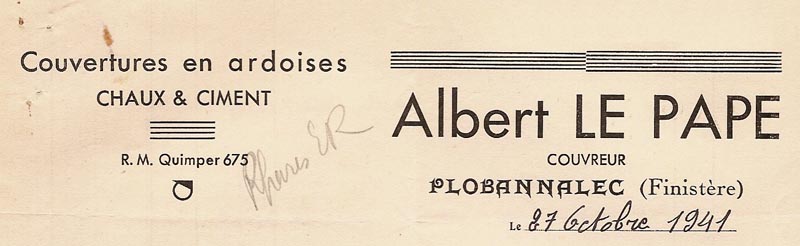 Couvertures en ardoises
CHAUX & CIMENT
R. M. Quimper 675
Albert LE PAPE
COUVREUR
PLOBANNALEC (Finistère)
Le 27 Octobre 1941